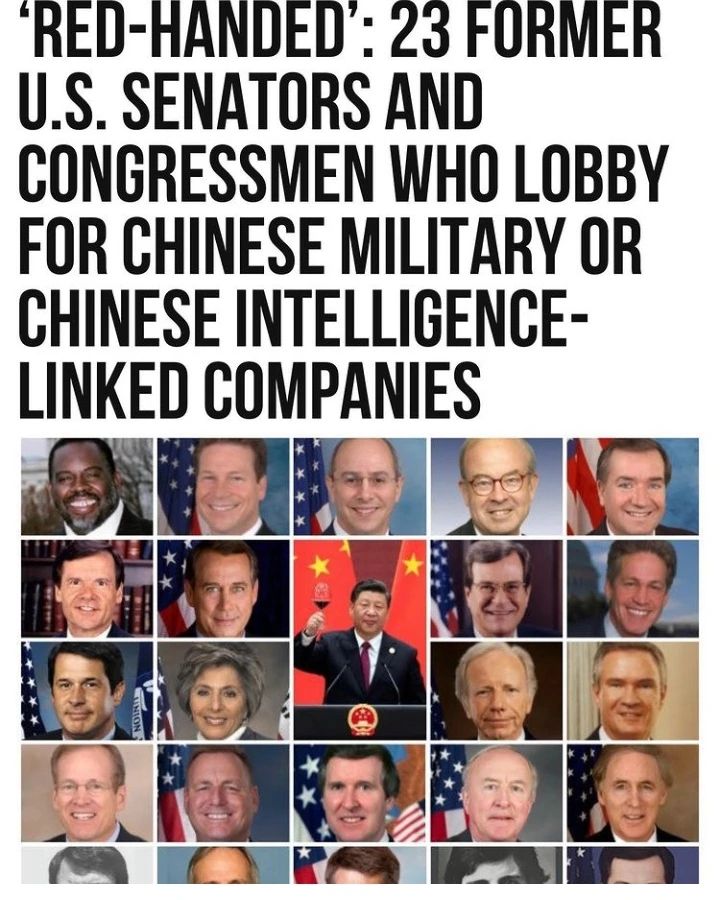 ‘RED-HANDED’: 23 FORMER
U.S. SENATORS AND
CONGRESSMEN WHO LOBBY
FOR CHINESE MILITARY OR
CHINESE INTELLIGENCE-
LINKED COMPANIES